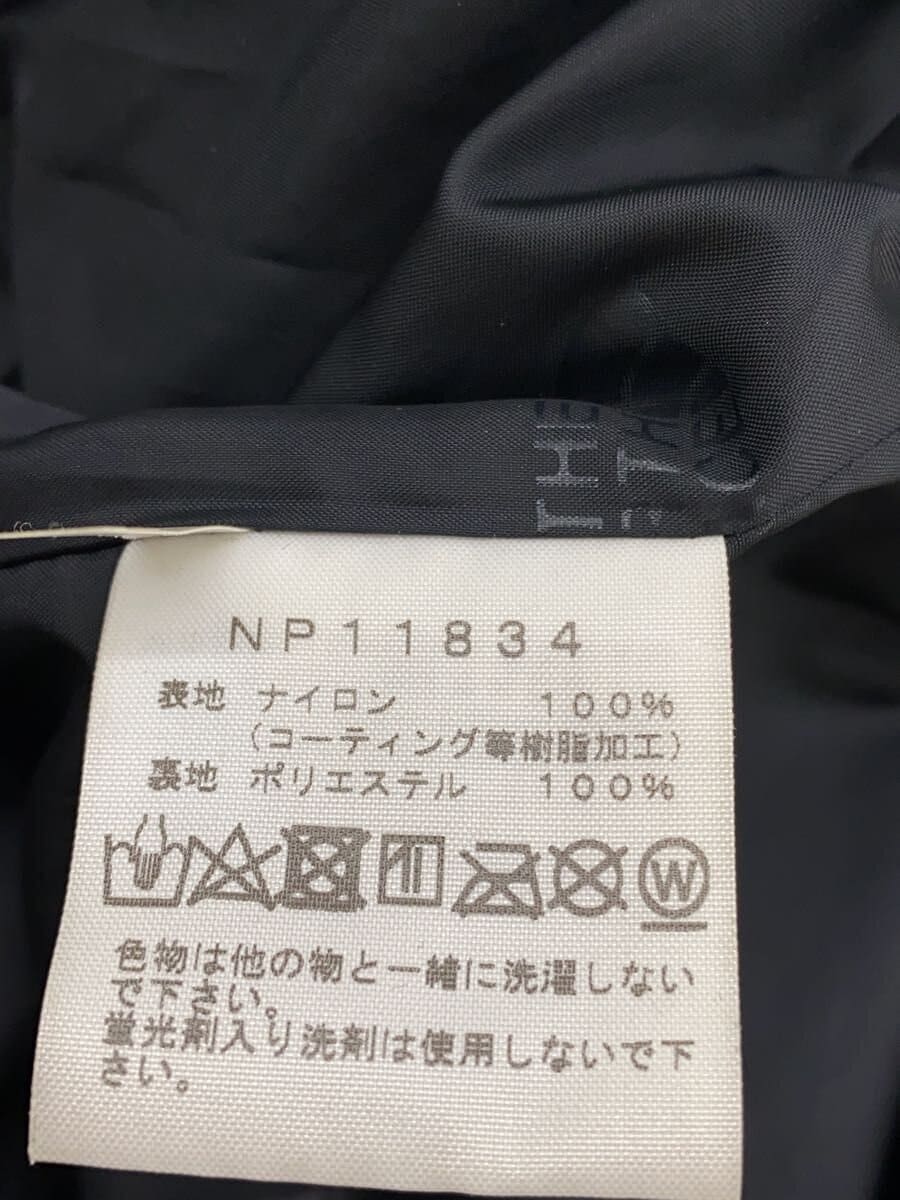 THE
NP11834
表地 ナイロン 100%
(コーティング等樹脂加工)
裏地 ポリエステル 100%
W
色物は他の物と一緒に洗濯しない
で下さい。
蛍光剤入り洗剤は使用しないで下
さい。